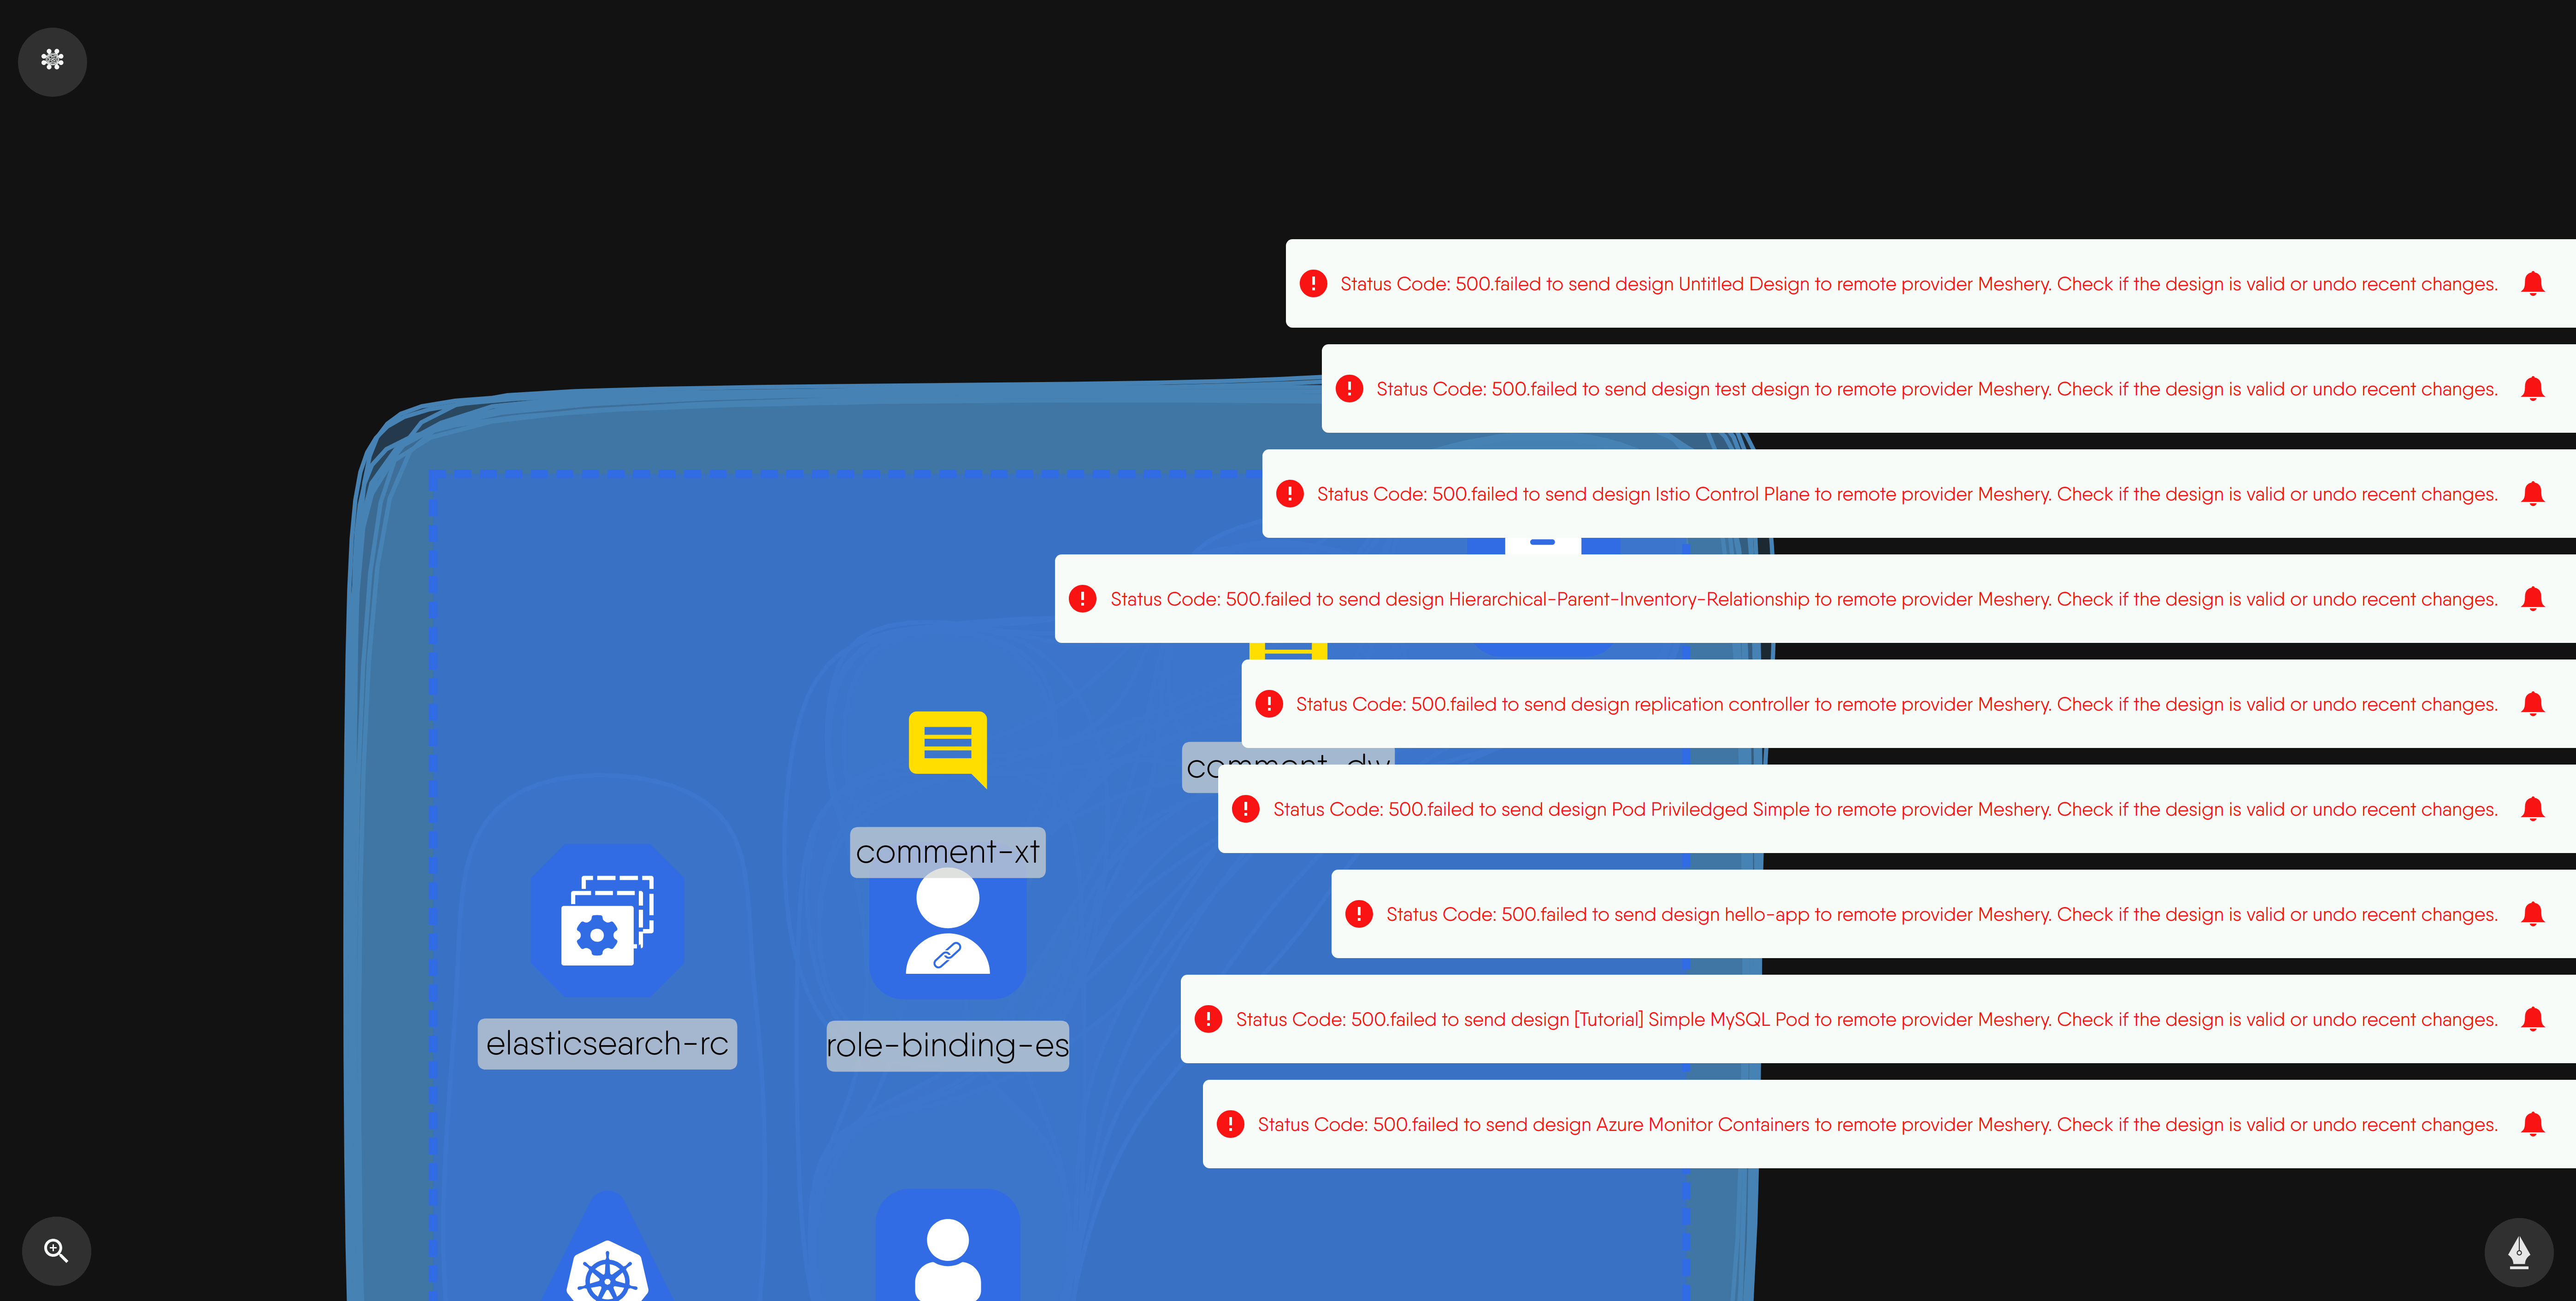 Status Code: 500.failed to send design Untitled Design to remote provider Meshery. Check if the design is valid or undo recent changes.
Status Code: 500.failed to send design test design to remote provider Meshery. Check if the design is valid or undo recent changes.
Status Code: 500.failed to send design Istio Control Plane to remote provider Meshery. Check if the design is valid or undo recent changes.
Status Code: 500.failed to send design Hierarchical-Parent-Inventory-Relationship to remote provider Meshery. Check if the design is valid or undo recent changes.
Status Code: 500.failed to send design replication controller to remote provider Meshery. Check if the design is valid or undo recent changes.
Status Code: 500.failed to send design Pod Priviledged Simple to remote provider Meshery. Check if the design is valid or undo recent changes.
Status Code: 500.failed to send design hello-app to remote provider Meshery. Check if the design is valid or undo recent changes.
Status Code: 500.failed to send design [Tutorial] Simple MySQL Pod to remote provider Meshery. Check if the design is valid or undo recent changes.
Status Code: 500.failed to send design Azure Monitor Containers to remote provider Meshery. Check if the design is valid or undo recent changes.
comment-xt
elasticsearch-rc
role-binding-es